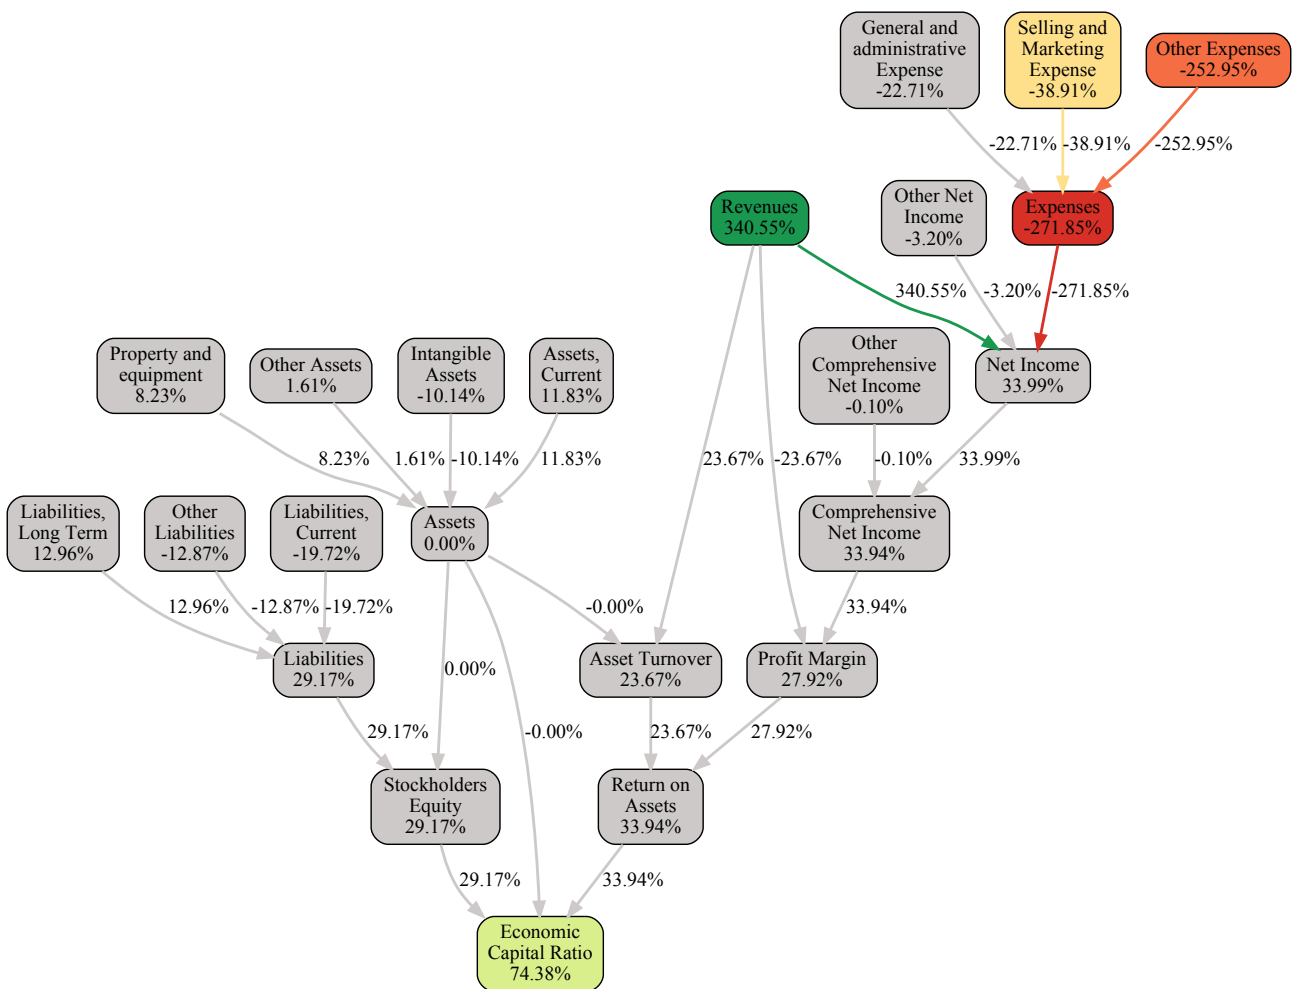 General and
administrative
Expense
-22.71%
Selling and
Marketing
Expense
-38.91%
Other Expenses
-252.95%
-22.71%
-38.91%
-252.95%
Revenues
340.55%
Other Net
Income
-3.20%
Expenses
-271.85%
340.55%
-3.20%
-271.85%
Property and
equipment
8.23%
Other Assets
1.61%
Intangible
Assets
-10.14%
Assets,
Current
11.83%
Other
Comprehensive
Net Income
-0.10%
Net Income
33.99%
8.23%
1.61%
-10.14%
11.83%
23.67%
-23.67%
-0.10%
33.99%
Liabilities,
Long Term
12.96%
Other
Liabilities
-12.87%
Liabilities,
Current
-19.72%
Assets
0.00%
Comprehensive
Net Income
33.94%
12.96%
-12.87%
-19.72%
-0.00%
33.94%
Liabilities
29.17%
0.00%
Asset Turnover
23.67%
Profit Margin
27.92%
29.17%
-0.00%
23.67%
27.92%
Stockholders
Equity
29.17%
Return on
Assets
33.94%
29.17%
33.94%
Economic
Capital Ratio
74.38%